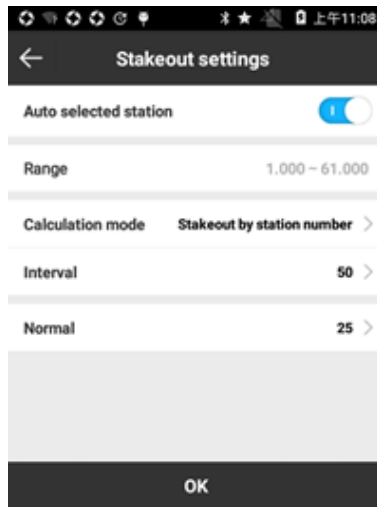 上午11:08
Stakeout settings
Auto selected station
Range 1.000 ~ 61.000
Calculation mode Stakeout by station number
Interval 50
Normal 25
OK